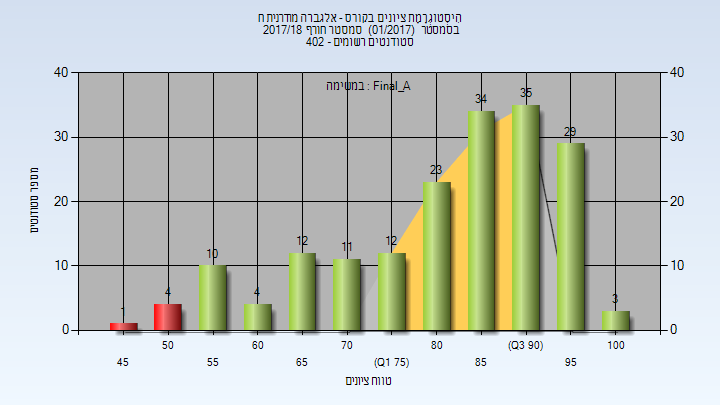 היסטוגרמת ציונים בקורס - אלגברה מודרנית ח
בסמסטר (01/2017) סמסטר חורף 2017/18
סטודנטים רשומים - 402
במטימה : Final_A
40 40
30 30
20 20
10 10
0 0
מספר סטודנטים
1 4 10 4 12 11 12 23 34 35 29 3
50 60 70 80 (Q3 90) 100
45 55 65 (Q1 75) 85 95
טווח ציונים